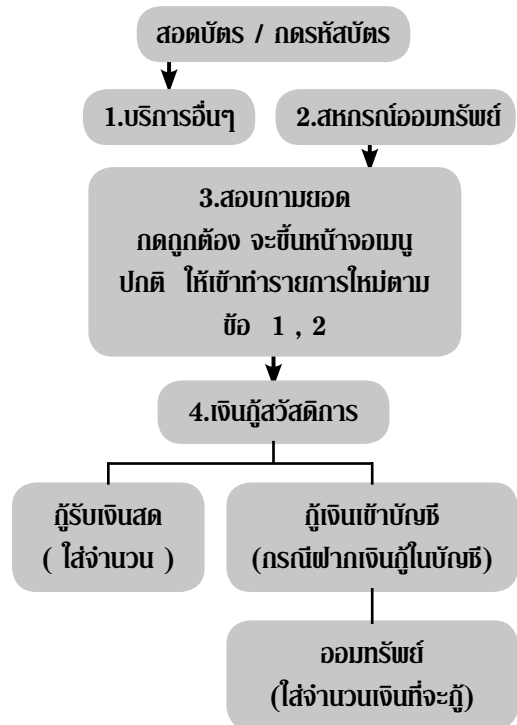 สอดบัตร / กดรหัสบัตร
1.บริการอื่นๆ
2.สหกรณ์ออมทรัพย์
3.สอบถามยอด
กดถูกต้อง จะขึ้นหน้าจอเมนู
ปกติ ให้เข้าทำรายการใหม่ตาม
ข้อ 1 , 2
4.เงินกู้สวัสดิการ
กู้รับเงินสด
( ใส่จำนวน )
กู้เงินเข้าบัญชี
(กรณีฝากเงินกู้ในบัญชี)
ออมทรัพย์
(ใส่จำนวนเงินที่จะกู้)